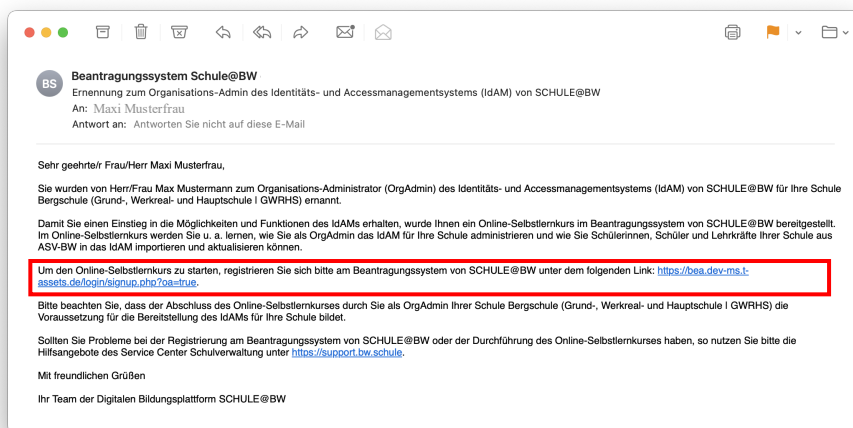 Beantragungssystem Schule@BW
BS
Ernennung zum Organisations-Admin des Identitäts- und Accessmanagementsystems (IdAM) von SCHULE@BW
An: Maxi Musterfrau
Antwort an: Antworten Sie nicht auf diese E-Mail
Sehr geehrte/r Frau/Herr Maxi Musterfrau,
Sie wurden von Herr/Frau Max Mustermann zum Organisations-Administrator (OrgAdmin) des Identitäts- und Accessmanagementsystems (IdAM) von SCHULE@BW für Ihre Schule
Bergschule (Grund-, Werkreal- und Hauptschule | GWRHS) ernannt.
Damit Sie einen Einstieg in die Möglichkeiten und Funktionen des IdAMs erhalten, wurde Ihnen ein Online-Selbstlernkurs im Beantragungssystem von SCHULE@BW bereitgestellt.
Im Online-Selbstlernkurs werden Sie u. a. lernen, wie Sie als OrgAdmin das IdAM für Ihre Schule administrieren und wie Sie Schülerinnen, Schüler und Lehrkräfte Ihrer Schule aus
ASV-BW in das IdAM importieren und aktualisieren können.
Um den Online-Selbstlernkurs zu starten, registrieren Sie sich bitte am Beantragungssystem von SCHULE@BW unter dem folgenden Link: https://bea.dev-ms.t-
assets.de/login/signup.php?oa=true.
Bitte beachten Sie, dass der Abschluss des Online-Selbstlernkurses durch Sie als OrgAdmin Ihrer Schule Bergschule (Grund-, Werkreal- und Hauptschule | GWRHS) die
Voraussetzung für die Bereitstellung des IdAMs für Ihre Schule bildet.
Sollten Sie Probleme bei der Registrierung am Beantragungssystem von SCHULE@BW oder der Durchführung des Online-Selbstlernkurses haben, so nutzen Sie bitte die
Hilfsangebote des Service Center Schulverwaltung unter https://support.bw.schule.
Mit freundlichen Grüßen
Ihr Team der Digitalen Bildungsplattform SCHULE@BW